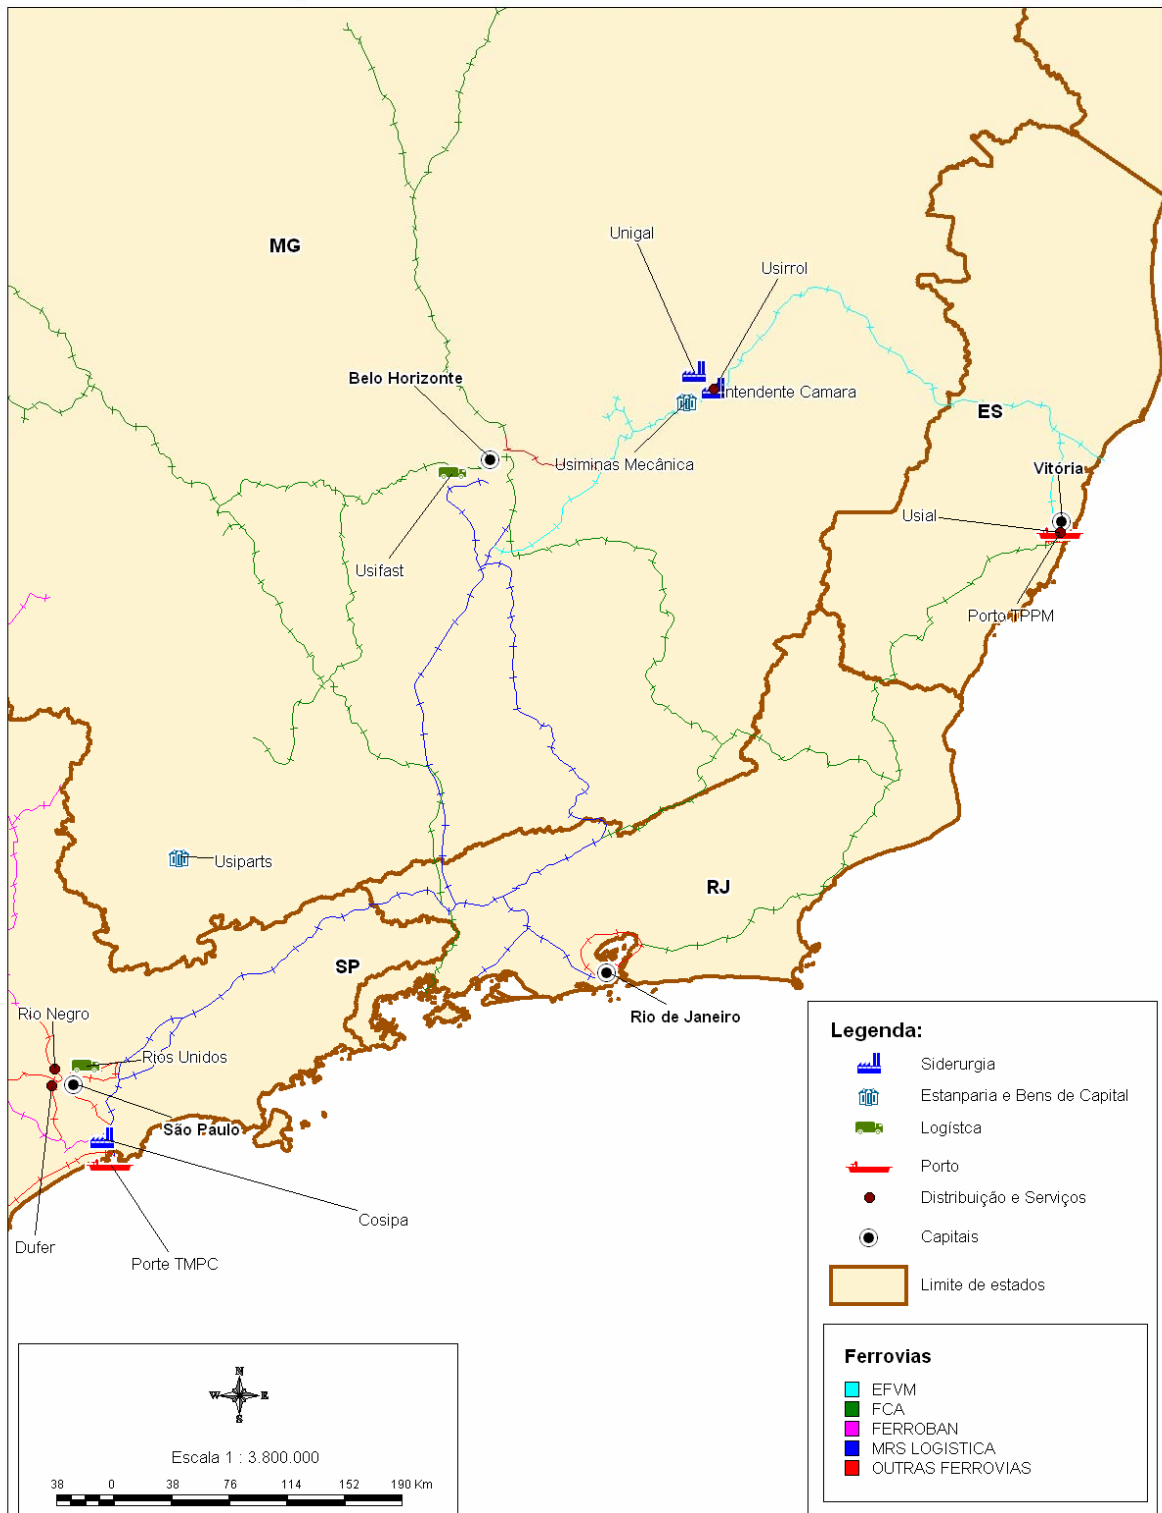 Unigal
MG
Usirrol
Belo Horizonte
Intendente Camara
ES
Usiminas Mecânica
Vitória
Usial
Usifast
Porto TPPM
Usiparts
RJ
SP
Rio Negro
Rio de Janeiro
Rios Unidos
São Paulo
Cosipa
Dufer
Porte TMPC
Legenda:
Siderurgia
Estanparia e Bens de Capital
Logístca
Porto
Distribuição e Serviços
Capitais
Limite de estados
Ferrovias
EFVM
FCA
FERROBAN
MRS LOGISTICA
OUTRAS FERROVIAS
N
W E
S
Escala 1 : 3.800.000
38 0 38 76 114 152 190 Km